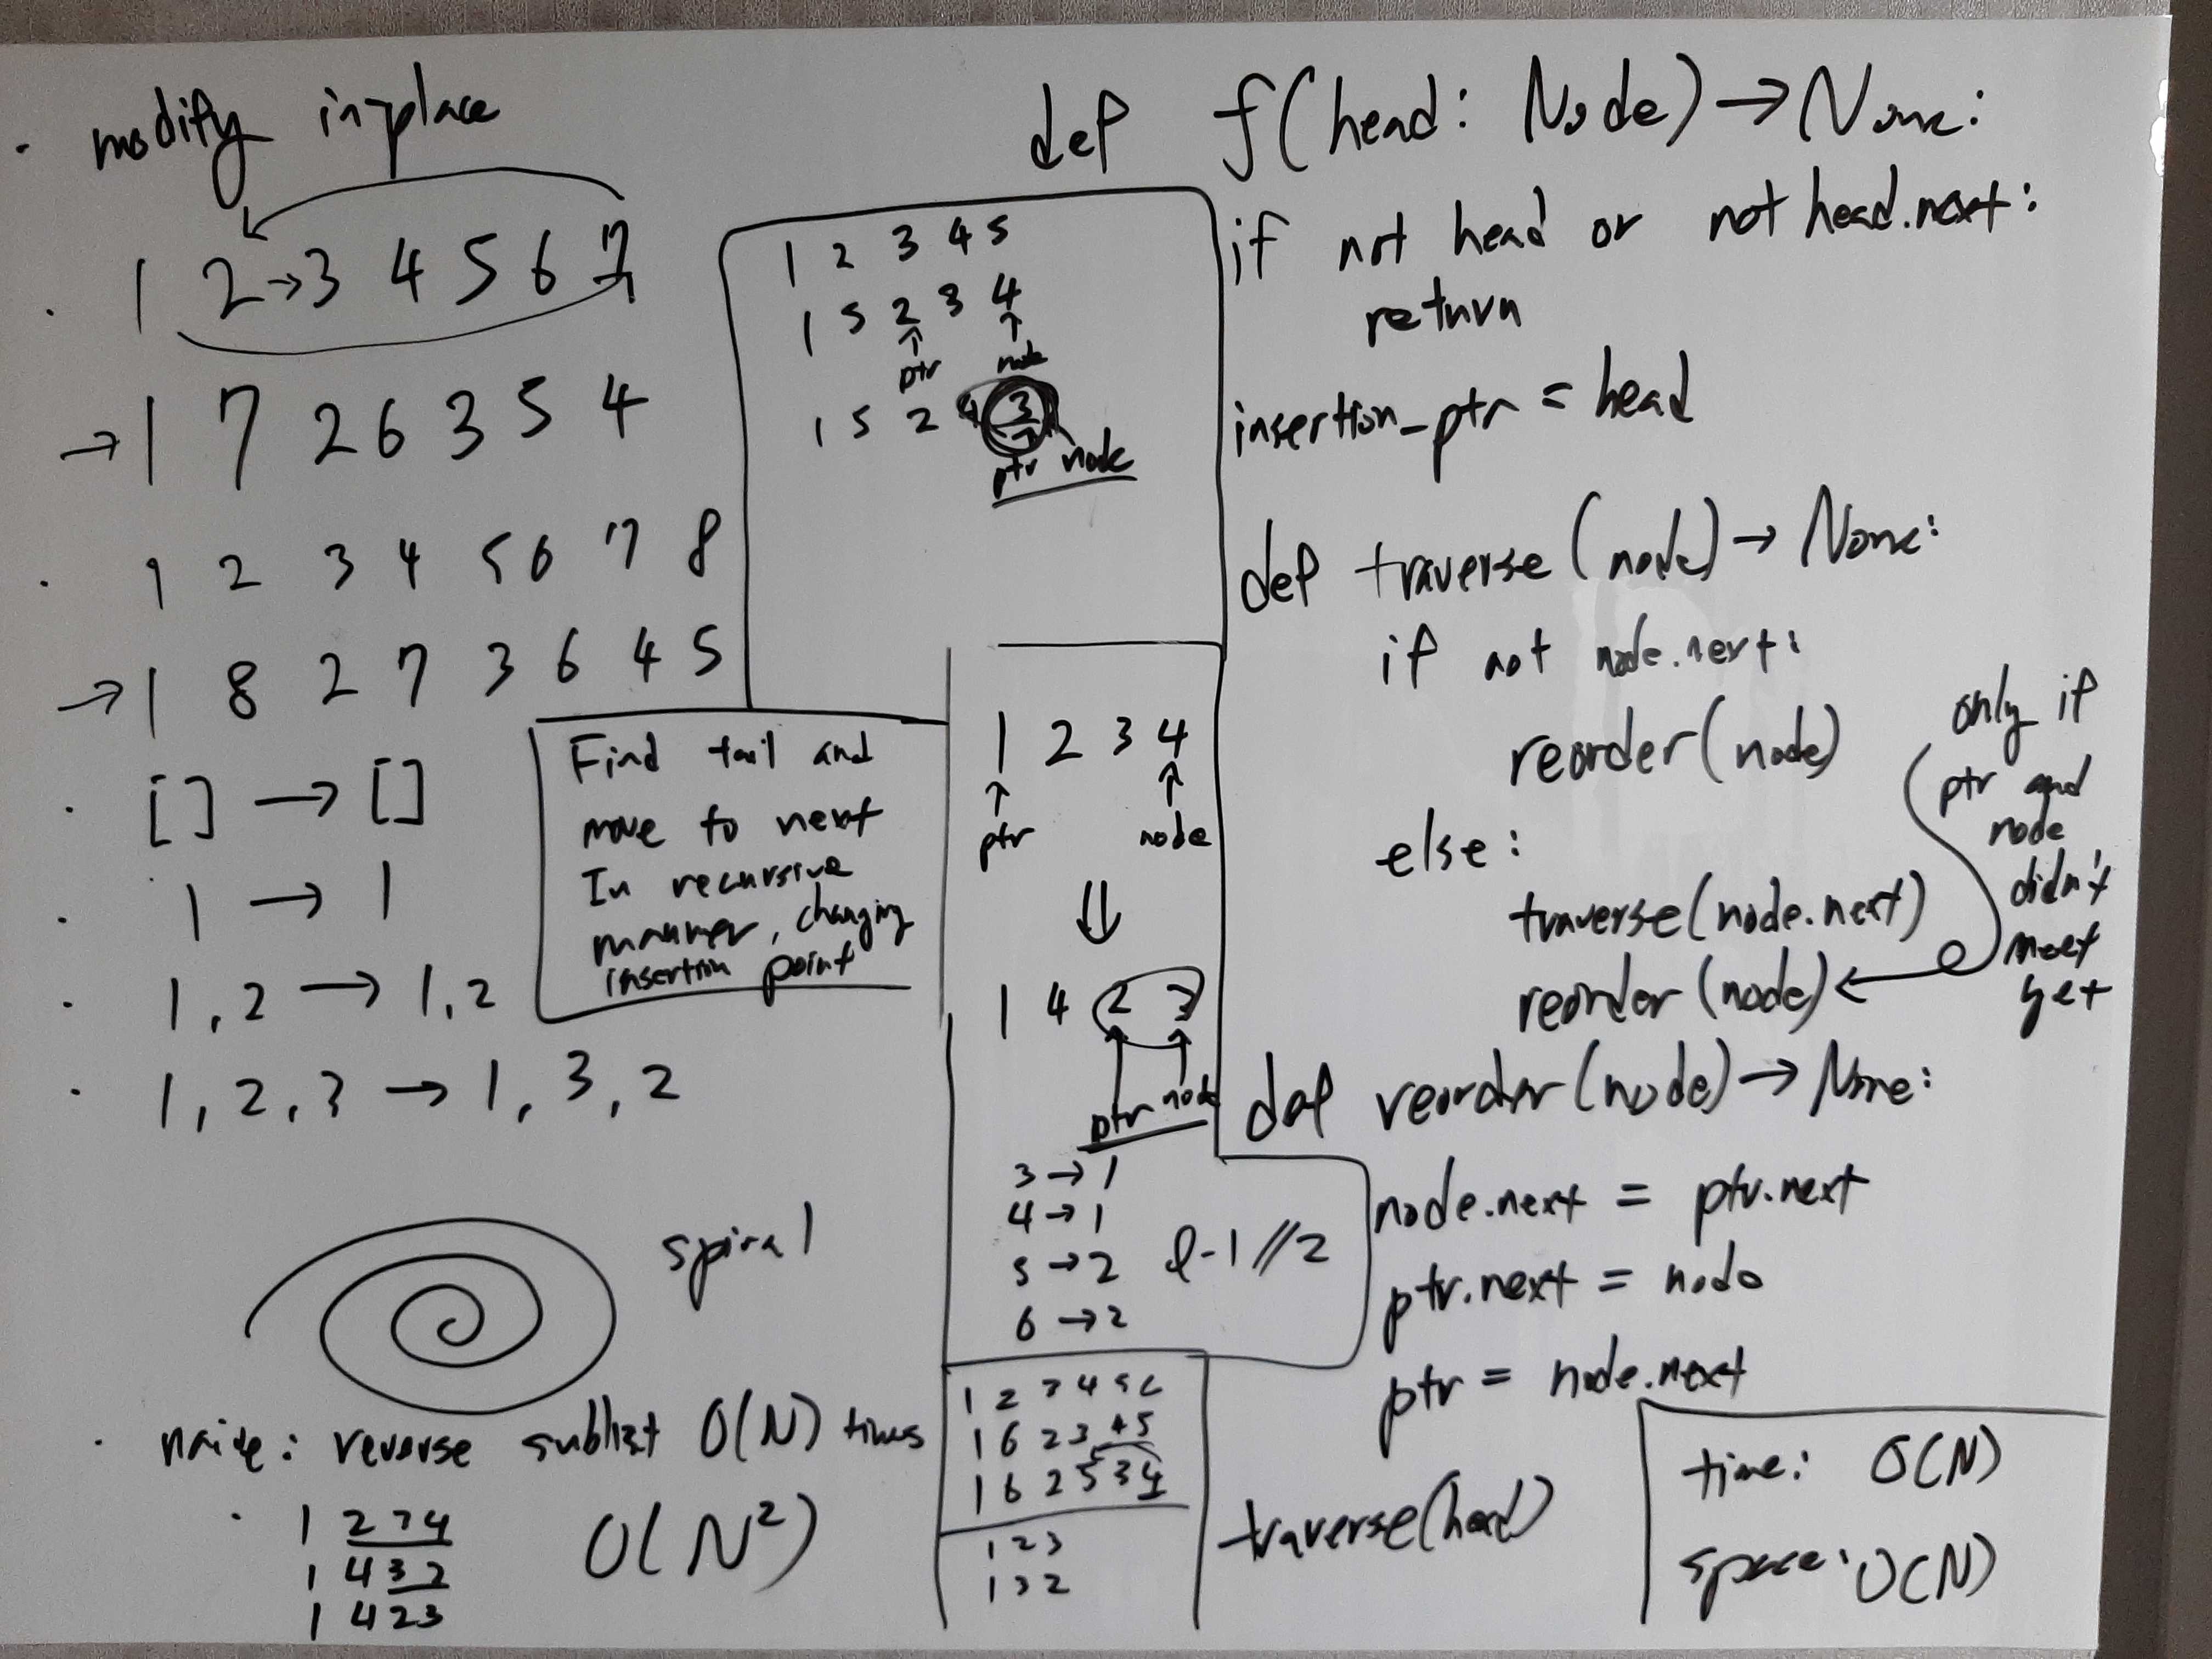 . modify in-place
. 1 2→3 4 5 6 7
→1 7 2 6 3 5 4
. 1 2 3 4 5 6 7 8
→1 8 2 7 3 6 4 5
. [] → []
. 1 → 1
. 1,2 → 1,2
. 1,2,3 → 1,3,2
spiral
. naive: reverse sublist O(N) times
. 1 2 3 4
1 4 3 2
1 4 2 3
O(N²)
Find tail and
move to next
In recursive
manner, changing
insertion point
1 2 3 4 5
1 5 2 3 4
↑ ↑
ptr node
1 5 2 4 3
ptr node
1 2 3 4
↑ ↑
ptr node
⇓
1 4 2 3
ptr node
3→1
4→1
5→2
6→2
l-1//2
1 2 3 4 5 6
1 6 2 3 4 5
1 6 2 5 3 4
1 2 3
1 3 2
def f(head: Node)→None:
if not head or not head.next:
return
insertion_ptr = head
def traverse(node)→None:
if not node.next:
reorder(node)
else:
traverse(node.next)
reorder(node)←
only if
ptr and
node
didn't
meet
yet
def reorder(node)→None:
node.next = ptr.next
ptr.next = node
ptr = node.next
traverse(head)
time: O(N)
space: O(N)